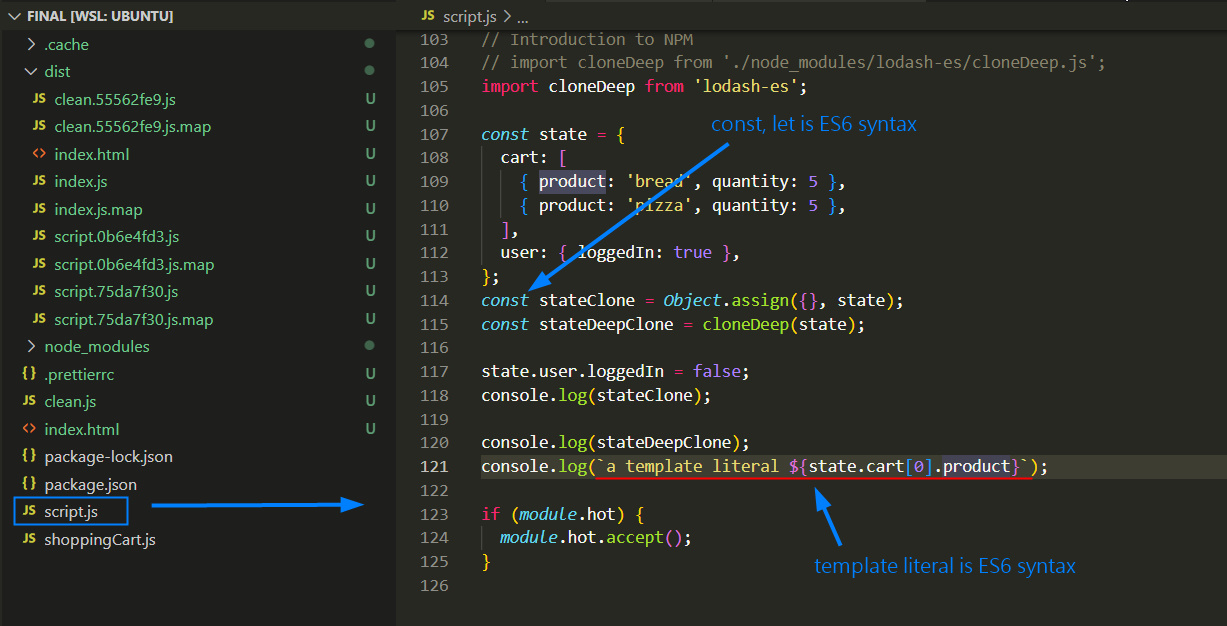 FINAL [WSL: UBUNTU]
.cache
dist
JS clean.55562fe9.js U
JS clean.55562fe9.js.map U
<> index.html U
JS index.js U
JS index.js.map U
JS script.0b6e4fd3.js U
JS script.0b6e4fd3.js.map U
JS script.75da7f30.js U
JS script.75da7f30.js.map U
node_modules
{} .prettierrc U
JS clean.js U
<> index.html U
{} package-lock.json
{} package.json
JS script.js
JS shoppingCart.js
JS script.js > ...
103 // Introduction to NPM
104 // import cloneDeep from './node_modules/lodash-es/cloneDeep.js';
105 import cloneDeep from 'lodash-es';
106
107 const state = {
const, let is ES6 syntax
108 cart: [
109 { product: 'bread', quantity: 5 },
110 { product: 'pizza', quantity: 5 },
111 ],
112 user: { loggedIn: true },
113 };
114 const stateClone = Object.assign({}, state);
115 const stateDeepClone = cloneDeep(state);
116
117 state.user.loggedIn = false;
118 console.log(stateClone);
119
120 console.log(stateDeepClone);
121 console.log(`a template literal ${state.cart[0].product}`);
122
123 if (module.hot) {
124 module.hot.accept();
125 }
template literal is ES6 syntax
126